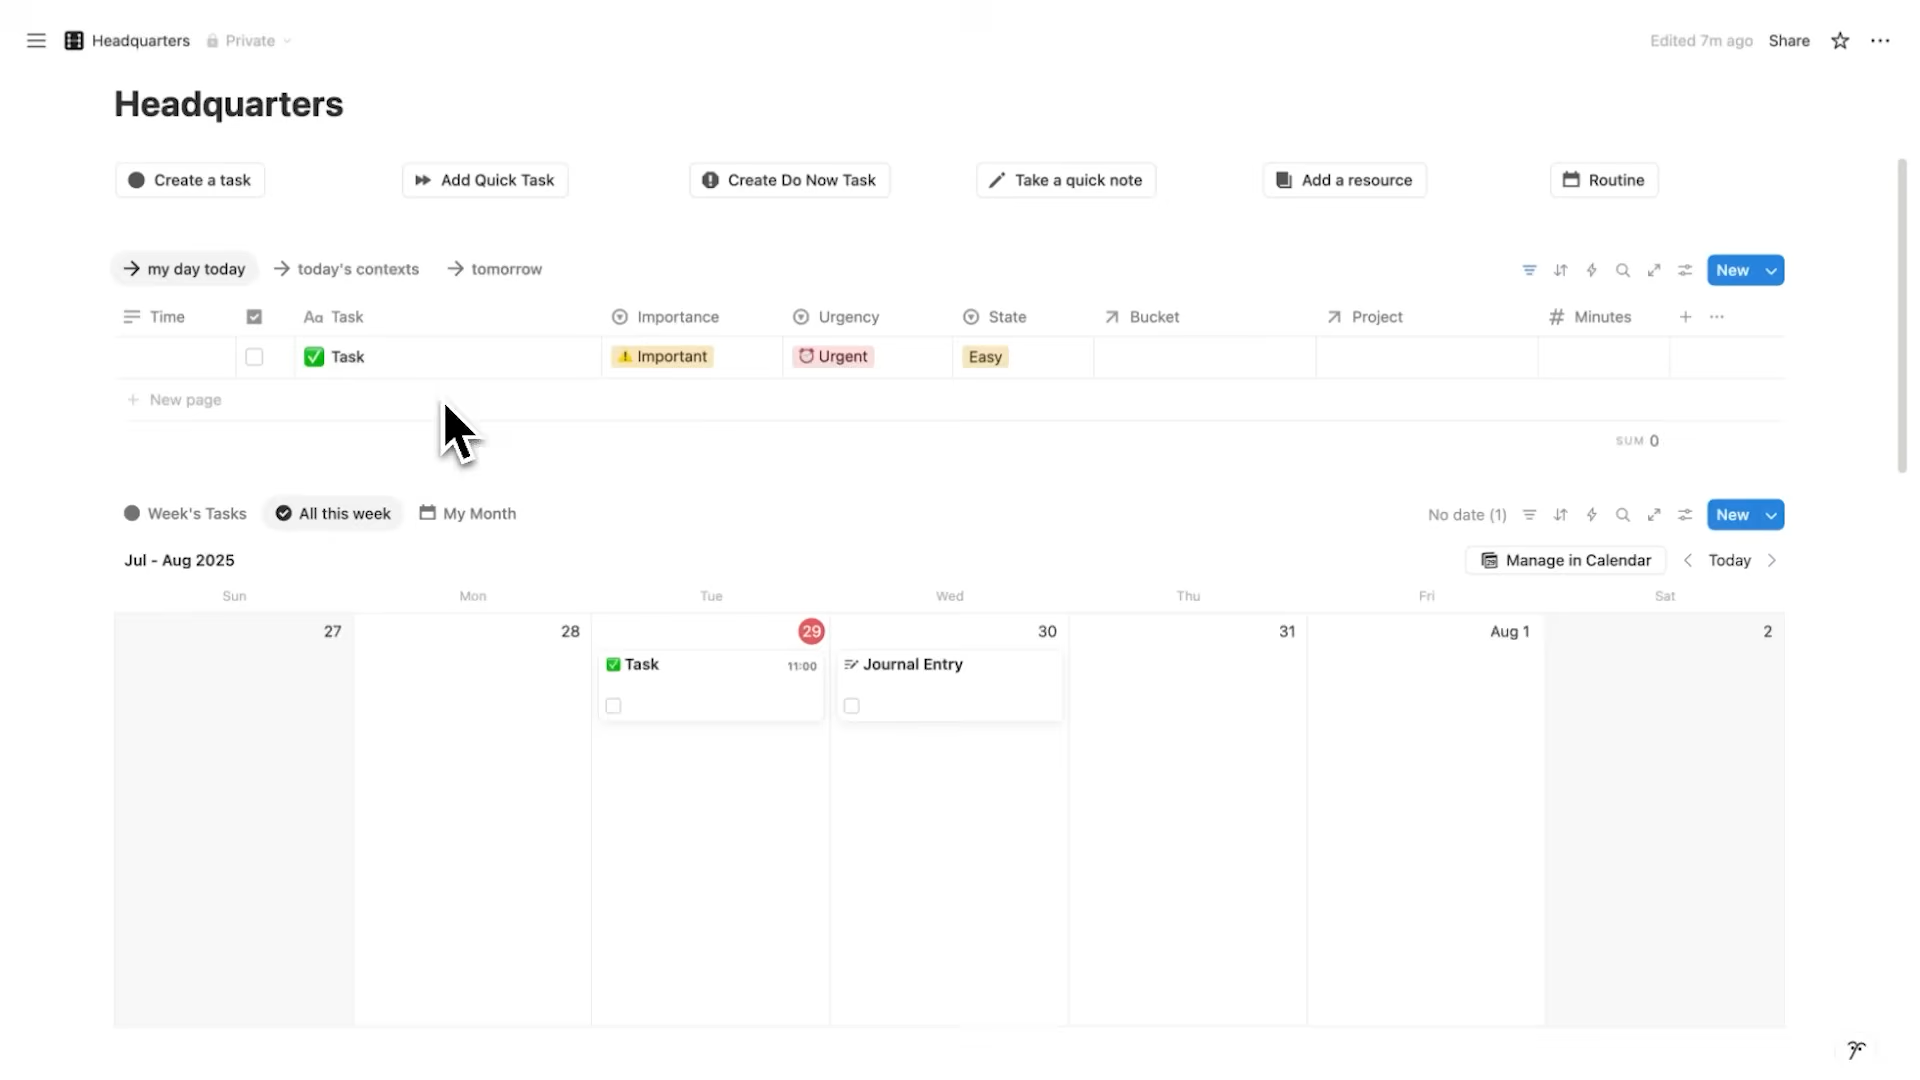 Headquarters Private Edited 7m ago Share
Headquarters
Create a task Add Quick Task Create Do Now Task Take a quick note Add a resource Routine
my day today today's contexts tomorrow New
Time Aa Task Importance Urgency State Bucket Project # Minutes
Task Important Urgent Easy
+ New page
SUM 0
Week's Tasks All this week My Month No date (1) New
Jul - Aug 2025 Manage in Calendar Today
Sun Mon Tue Wed Thu Fri Sat
27 28 29 30 31 Aug 1 2
Task 11:00 Journal Entry